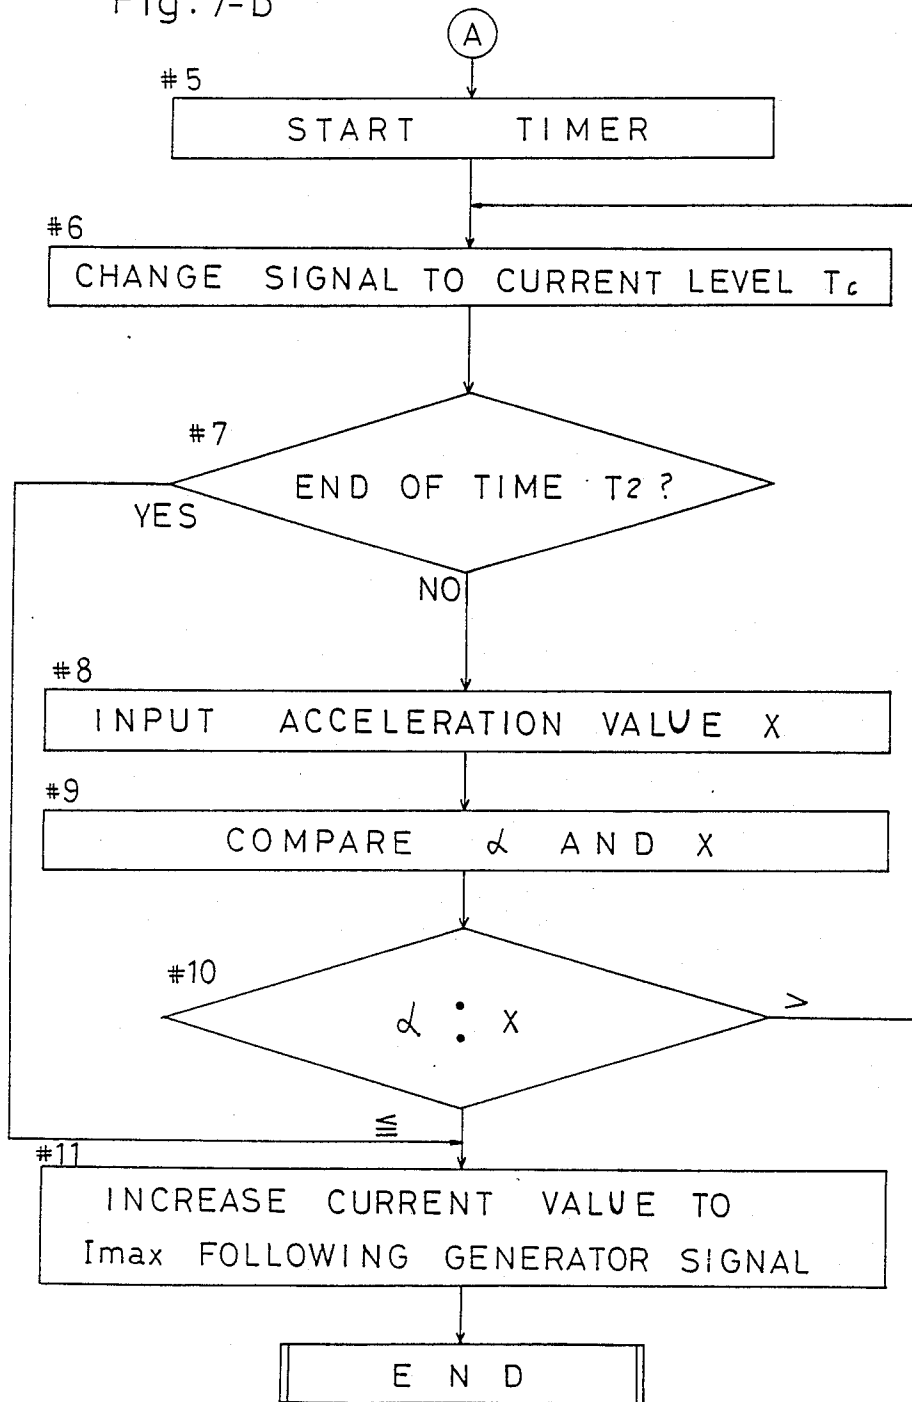 Fig. 7-b
A
#5
START TIMER
#6
CHANGE SIGNAL TO CURRENT LEVEL Tc
#7
END OF TIME T2 ?
YES
NO
#8
INPUT ACCELERATION VALUE X
#9
COMPARE α AND X
#10
α : X
>
≦
#11
INCREASE CURRENT VALUE TO
Imax FOLLOWING GENERATOR SIGNAL
END